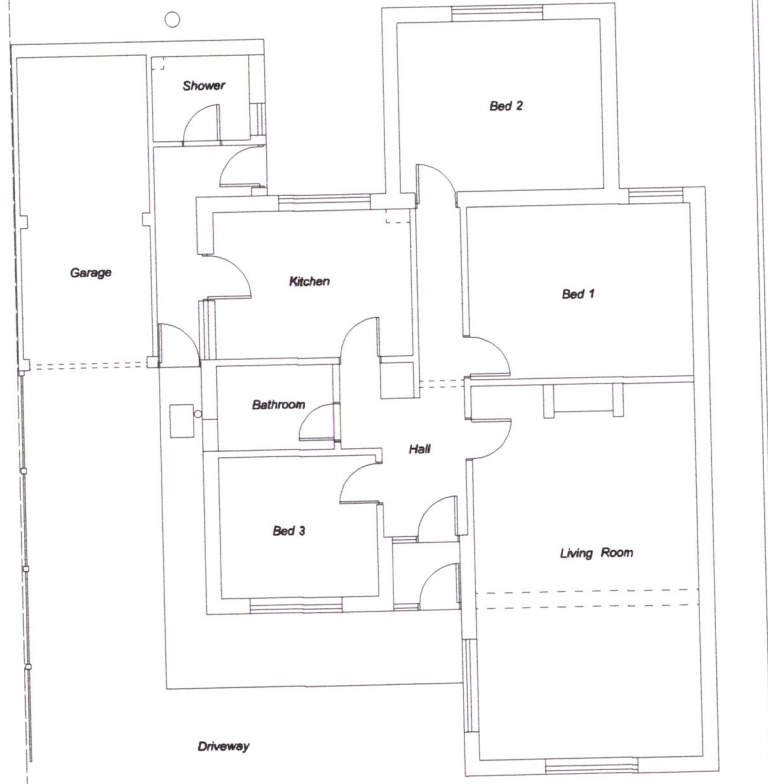 Shower
Bed 2
Garage
Kitchen
Bed 1
Bathroom
Hall
Bed 3
Living Room
Driveway